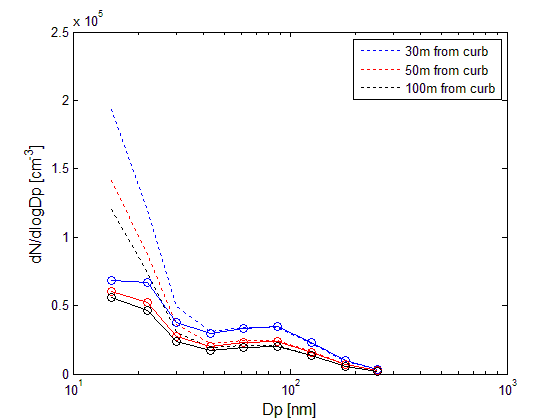 x 10^5
2.5
2
1.5
1
0.5
0
10^1
10^2
10^3
dN/dlogDp [cm^-3]
Dp [nm]
30m from curb
50m from curb
100m from curb